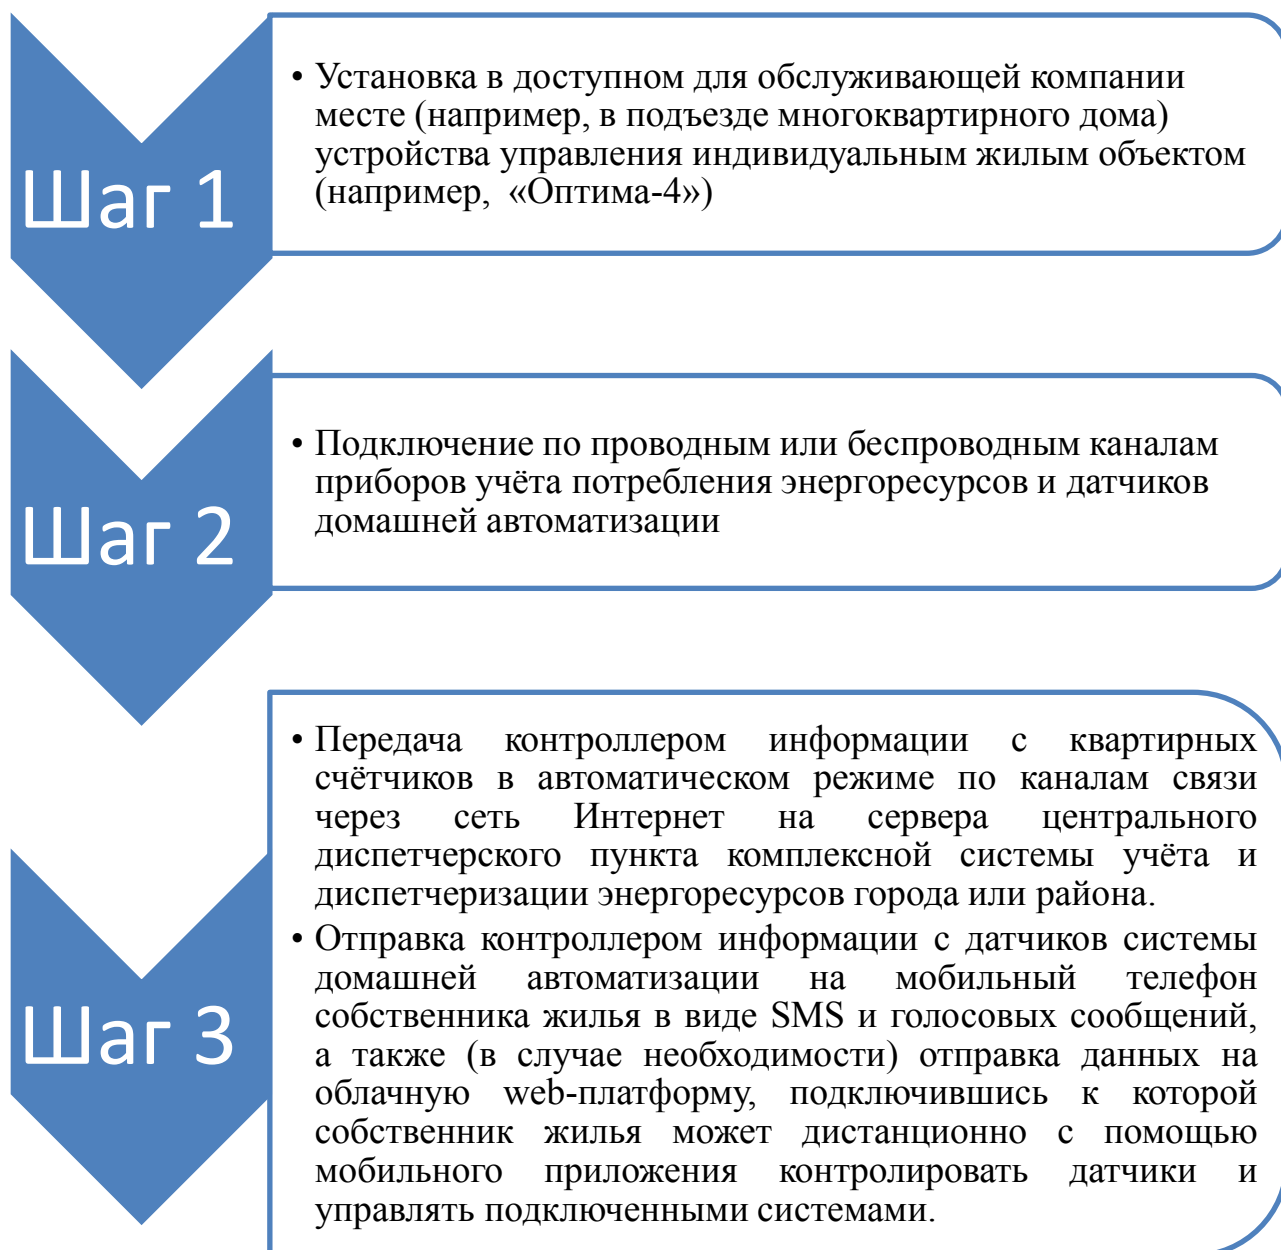 Шаг 1
• Установка в доступном для обслуживающей компании
месте (например, в подъезде многоквартирного дома)
устройства управления индивидуальным жилым объектом
(например, «Оптима-4»)
Шаг 2
• Подключение по проводным или беспроводным каналам
приборов учёта потребления энергоресурсов и датчиков
домашней автоматизации
Шаг 3
• Передача контроллером информации с квартирных
счётчиков в автоматическом режиме по каналам связи
через сеть Интернет на сервера центрального
диспетчерского пункта комплексной системы учёта и
диспетчеризации энергоресурсов города или района.
• Отправка контроллером информации с датчиков системы
домашней автоматизации на мобильный телефон
собственника жилья в виде SMS и голосовых сообщений,
а также (в случае необходимости) отправка данных на
облачную web-платформу, подключившись к которой
собственник жилья может дистанционно с помощью
мобильного приложения контролировать датчики и
управлять подключенными системами.